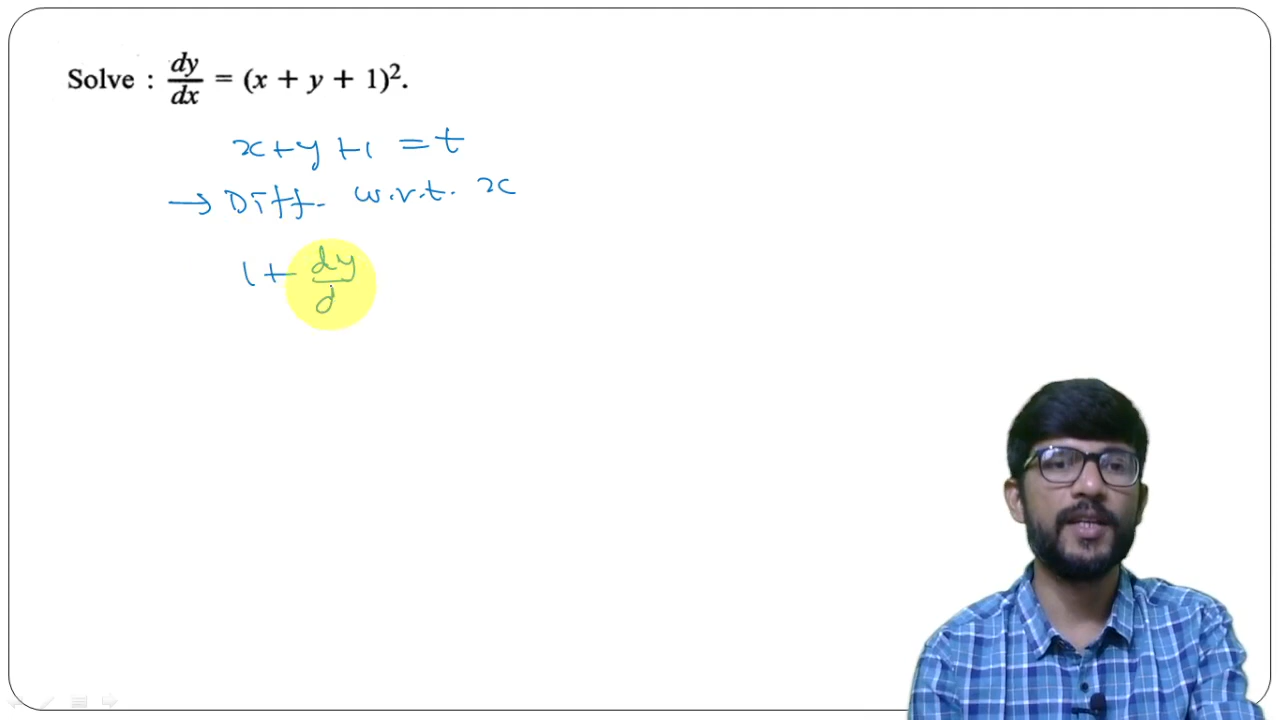 Solve : dy/dx = (x + y + 1)².
x+y+1 = t
→ Diff. w.r.t. x
1 + dy/d